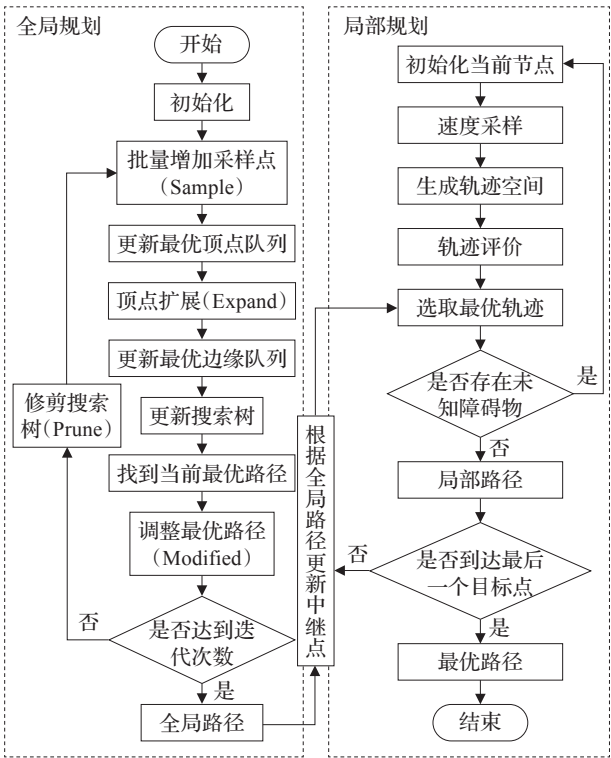 全局规划
开始
初始化
批量增加采样点
(Sample)
更新最优顶点队列
顶点扩展(Expand)
更新最优边缘队列
修剪搜索
树(Prune)
更新搜索树
找到当前最优路径
调整最优路径
(Modified)
否
是否达到迭
代次数
是
全局路径
根据全局路径更新中继点
局部规划
初始化当前节点
速度采样
生成轨迹空间
轨迹评价
选取最优轨迹
是否存在未
知障碍物
是
否
局部路径
是否到达最后
一个目标点
否
是
最优路径
结束